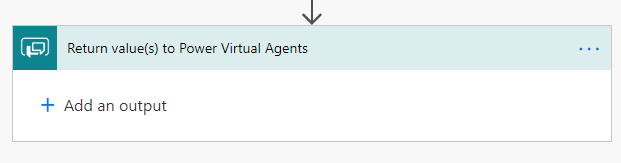 Return value(s) to Power Virtual Agents
Add an output